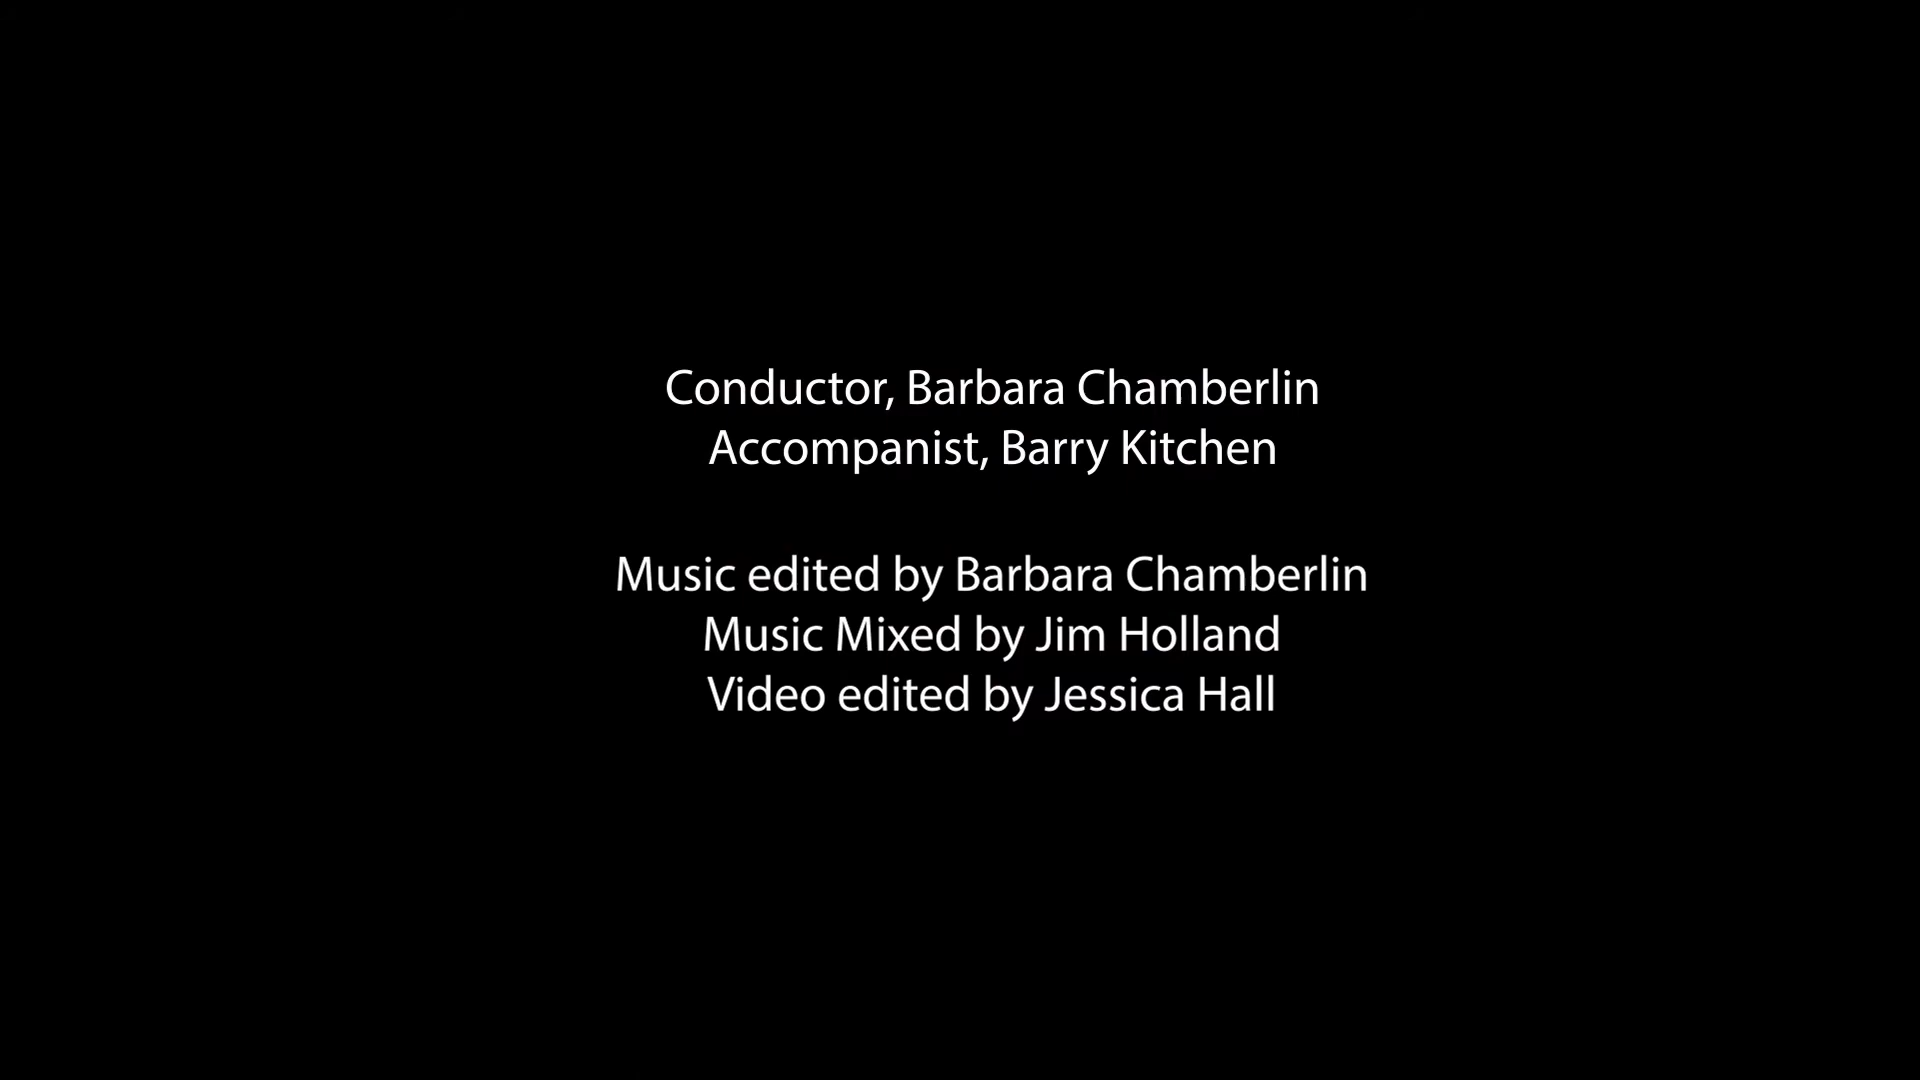 Conductor, Barbara Chamberlin
Accompanist, Barry Kitchen
Music edited by Barbara Chamberlin
Music Mixed by Jim Holland
Video edited by Jessica Hall